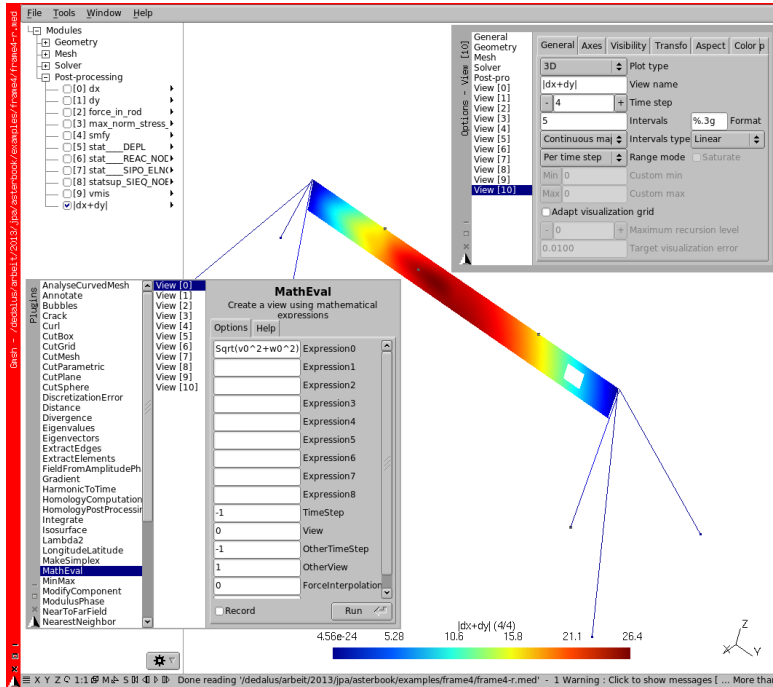 File Tools Window Help
Modules
Geometry
Mesh
Solver
Post-processing
[0] dx
[1] dy
[2] force_in_rod
[3] max_norm_stress_
[4] smfy
[5] stat____DEPL
[6] stat____REAC_NODE
[7] stat____SIPO_ELNO
[8] statsup_SIEQ_NOE
[9] vmis
|dx+dy|
Gmsh - /dedalus/arbeit/2013/jpa/asterbook/examples/frame4/frame4-r.med
Options - View [10]
General
Geometry
Mesh
Solver
Post-pro
View [0]
View [1]
View [2]
View [3]
View [4]
View [5]
View [6]
View [7]
View [8]
View [9]
View [10]
General Axes Visibility Transfo Aspect Color
3D Plot type
|dx+dy| View name
- 4 + Time step
5 Intervals %.3g Format
Continuous map Intervals type Linear
Per time step Range mode Saturate
Min 0 Custom min
Max 0 Custom max
Adapt visualization grid
- 0 + Maximum recursion level
0.0100 Target visualization error
Plugins
AnalyseCurvedMesh
Annotate
Bubbles
Crack
Curl
CutBox
CutGrid
CutMesh
CutParametric
CutPlane
CutSphere
DiscretizationError
Distance
Divergence
Eigenvalues
Eigenvectors
ExtractEdges
ExtractElements
FieldFromAmplitudePh
Gradient
HarmonicToTime
HomologyComputation
HomologyPostProcessin
Integrate
Isosurface
Lambda2
LongitudeLatitude
MakeSimplex
MathEval
MinMax
ModifyComponent
ModulusPhase
NearToFarField
NearestNeighbor
View [0]
View [1]
View [2]
View [3]
View [4]
View [5]
View [6]
View [7]
View [8]
View [9]
View [10]
MathEval
Create a view using mathematical
expressions
Options Help
Sqrt(v0^2+w0^2) Expression0
Expression1
Expression2
Expression3
Expression4
Expression5
Expression6
Expression7
Expression8
-1 TimeStep
0 View
-1 OtherTimeStep
1 OtherView
0 ForceInterpolation
Record Run
|dx+dy| (4/4)
4.56e-24 5.28 10.6 15.8 21.1 26.4
Z
X Y
X Y Z 1:1 M S Done reading '/dedalus/arbeit/2013/jpa/asterbook/examples/frame4/frame4-r.med' - 1 Warning : Click to show messages [ ... More than